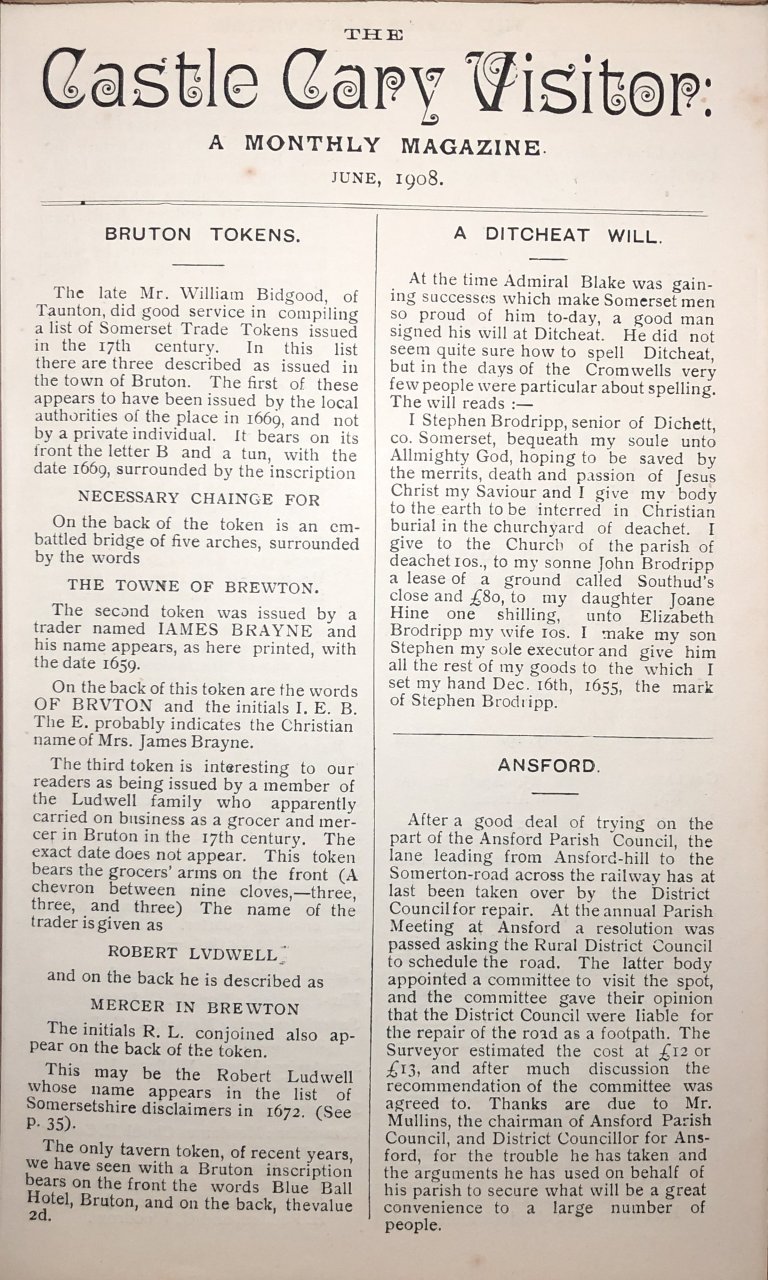 THE
Castle Cary Visitor:
A MONTHLY MAGAZINE.
JUNE, 1908.
BRUTON TOKENS.
The late Mr. William Bidgood, of
Taunton, did good service in compiling
a list of Somerset Trade Tokens issued
in the 17th century. In this list
there are three described as issued in
the town of Bruton. The first of these
appears to have been issued by the local
authorities of the place in 1669, and not
by a private individual. It bears on its
front the letter B and a tun, with the
date 1669, surrounded by the inscription
NECESSARY CHAINGE FOR
On the back of the token is an em-
battled bridge of five arches, surrounded
by the words
THE TOWNE OF BREWTON.
The second token was issued by a
trader named IAMES BRAYNE and
his name appears, as here printed, with
the date 1659.
On the back of this token are the words
OF BRVTON and the initials I. E. B.
The E. probably indicates the Christian
name of Mrs. James Brayne.
The third token is interesting to our
readers as being issued by a member of
the Ludwell family who apparently
carried on business as a grocer and mer-
cer in Bruton in the 17th century. The
exact date does not appear. This token
bears the grocers' arms on the front (A
chevron between nine cloves,—three,
three, and three) The name of the
trader is given as
ROBERT LVDWELL
and on the back he is described as
MERCER IN BREWTON
The initials R. L. conjoined also ap-
pear on the back of the token.
This may be the Robert Ludwell
whose name appears in the list of
Somersetshire disclaimers in 1672. (See
p. 35).
The only tavern token, of recent years,
we have seen with a Bruton inscription
bears on the front the words Blue Ball
Hotel, Bruton, and on the back, thevalue
2d.
A DITCHEAT WILL.
At the time Admiral Blake was gain-
ing successes which make Somerset men
so proud of him to-day, a good man
signed his will at Ditcheat. He did not
seem quite sure how to spell Ditcheat,
but in the days of the Cromwells very
few people were particular about spelling.
The will reads :—
I Stephen Brodripp, senior of Dichett,
co. Somerset, bequeath my soule unto
Allmighty God, hoping to be saved by
the merrits, death and passion of Jesus
Christ my Saviour and I give my body
to the earth to be interred in Christian
burial in the churchyard of deachet. I
give to the Church of the parish of
deachet 10s., to my sonne John Brodripp
a lease of a ground called Southud's
close and £80, to my daughter Joane
Hine one shilling, unto Elizabeth
Brodripp my wife 10s. I make my son
Stephen my sole executor and give him
all the rest of my goods to the which I
set my hand Dec. 16th, 1655, the mark
of Stephen Brodripp.
ANSFORD.
After a good deal of trying on the
part of the Ansford Parish Council, the
lane leading from Ansford-hill to the
Somerton-road across the railway has at
last been taken over by the District
Council for repair. At the annual Parish
Meeting at Ansford a resolution was
passed asking the Rural District Council
to schedule the road. The latter body
appointed a committee to visit the spot,
and the committee gave their opinion
that the District Council were liable for
the repair of the road as a footpath. The
Surveyor estimated the cost at £12 or
£13, and after much discussion the
recommendation of the committee was
agreed to. Thanks are due to Mr.
Mullins, the chairman of Ansford Parish
Council, and District Councillor for Ans-
ford, for the trouble he has taken and
the arguments he has used on behalf of
his parish to secure what will be a great
convenience to a large number of
people.